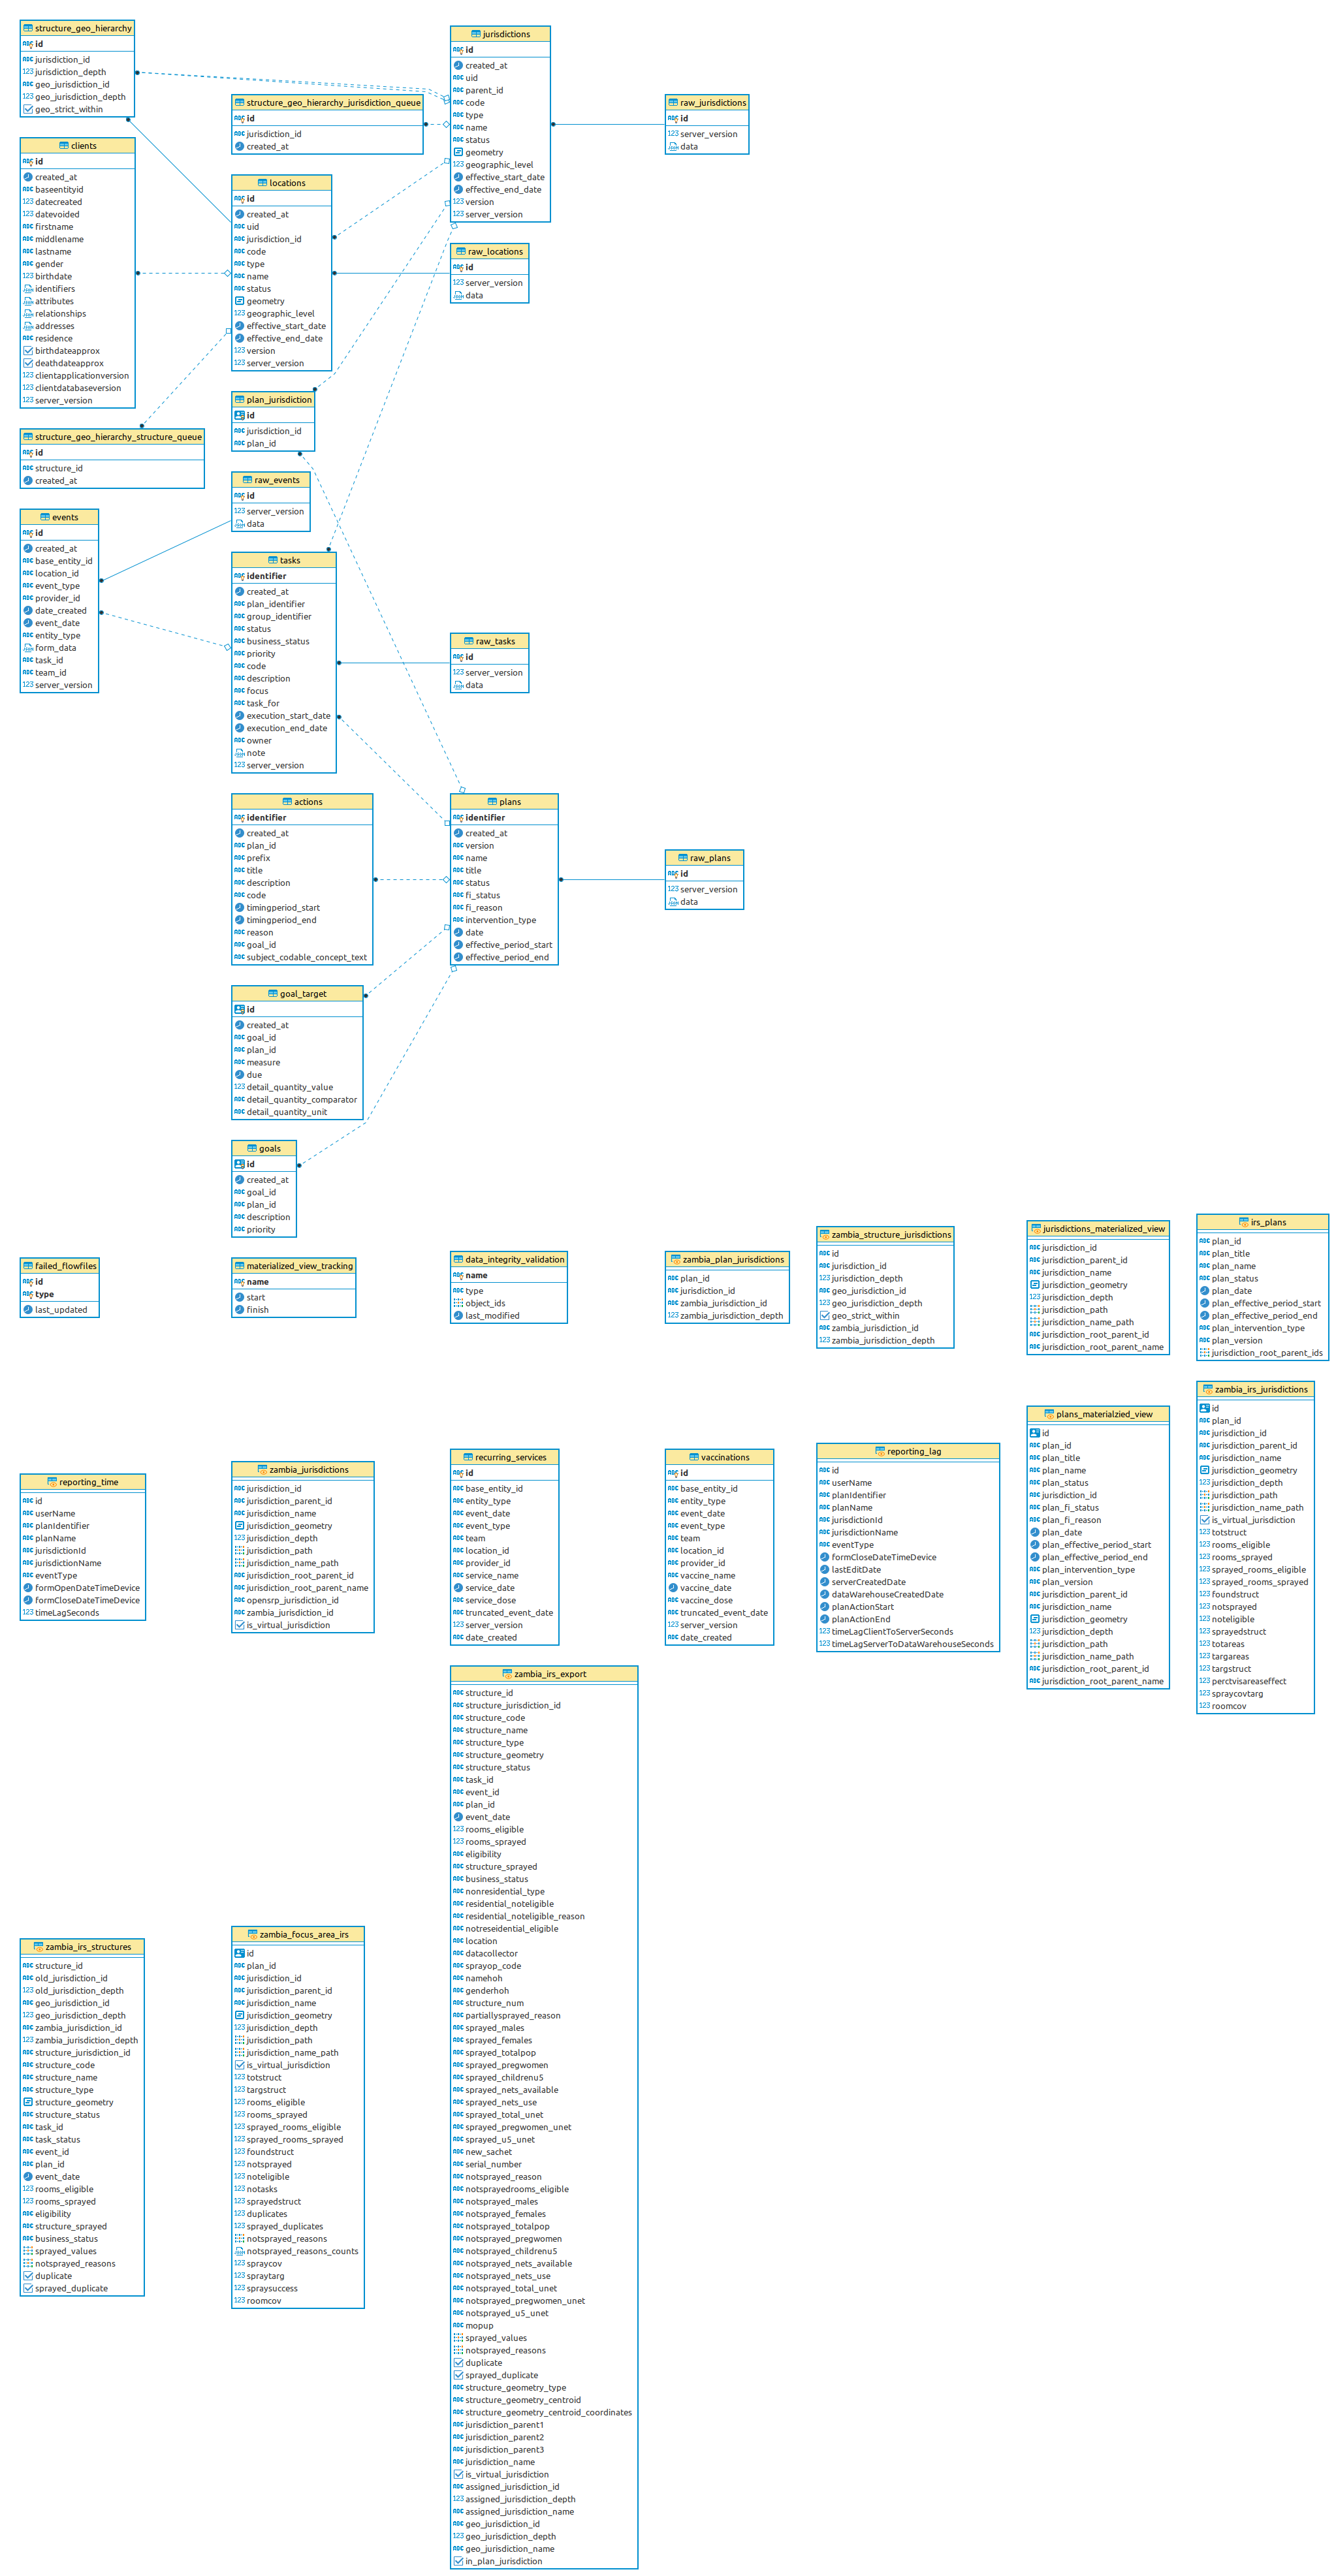 structure_geo_hierarchy
id
jurisdiction_id
jurisdiction_depth
geo_jurisdiction_id
geo_jurisdiction_depth
geo_strict_within
jurisdictions
id
created_at
uid
parent_id
code
type
name
status
geometry
geographic_level
effective_start_date
effective_end_date
version
server_version
structure_geo_hierarchy_jurisdiction_queue
id
jurisdiction_id
created_at
raw_jurisdictions
id
server_version
data
clients
id
created_at
baseentityid
datecreated
datevoided
firstname
middlename
lastname
gender
birthdate
identifiers
attributes
relationships
addresses
residence
birthdateapprox
deathdateapprox
clientapplicationversion
clientdatabaseversion
server_version
locations
id
created_at
uid
jurisdiction_id
code
type
name
status
geometry
geographic_level
effective_start_date
effective_end_date
version
server_version
raw_locations
id
server_version
data
plan_jurisdiction
id
jurisdiction_id
plan_id
structure_geo_hierarchy_structure_queue
id
structure_id
created_at
raw_events
id
server_version
data
events
id
created_at
base_entity_id
location_id
event_type
provider_id
date_created
event_date
entity_type
form_data
task_id
team_id
server_version
tasks
identifier
created_at
plan_identifier
group_identifier
status
business_status
priority
code
description
focus
task_for
execution_start_date
execution_end_date
owner
note
server_version
raw_tasks
id
server_version
data
actions
identifier
created_at
plan_id
prefix
title
description
code
timingperiod_start
timingperiod_end
reason
goal_id
subject_codable_concept_text
plans
identifier
created_at
version
name
title
status
fi_status
fi_reason
intervention_type
date
effective_period_start
effective_period_end
raw_plans
id
server_version
data
goal_target
id
created_at
goal_id
plan_id
measure
due
detail_quantity_value
detail_quantity_comparator
detail_quantity_unit
goals
id
created_at
goal_id
plan_id
description
priority
failed_flowfiles
id
type
last_updated
materialized_view_tracking
name
start
finish
data_integrity_validation
name
type
object_ids
last_modified
zambia_plan_jurisdictions
plan_id
jurisdiction_id
zambia_jurisdiction_id
zambia_jurisdiction_depth
zambia_structure_jurisdictions
id
jurisdiction_id
jurisdiction_depth
geo_jurisdiction_id
geo_jurisdiction_depth
geo_strict_within
zambia_jurisdiction_id
zambia_jurisdiction_depth
jurisdictions_materialized_view
jurisdiction_id
jurisdiction_parent_id
jurisdiction_name
jurisdiction_geometry
jurisdiction_depth
jurisdiction_path
jurisdiction_name_path
jurisdiction_root_parent_id
jurisdiction_root_parent_name
irs_plans
plan_id
plan_title
plan_name
plan_status
plan_date
plan_effective_period_start
plan_effective_period_end
plan_intervention_type
plan_version
jurisdiction_root_parent_ids
reporting_time
id
userName
planIdentifier
planName
jurisdictionId
jurisdictionName
eventType
formOpenDateTimeDevice
formCloseDateTimeDevice
timeLagSeconds
zambia_jurisdictions
jurisdiction_id
jurisdiction_parent_id
jurisdiction_name
jurisdiction_geometry
jurisdiction_depth
jurisdiction_path
jurisdiction_name_path
jurisdiction_root_parent_id
jurisdiction_root_parent_name
opensrp_jurisdiction_id
zambia_jurisdiction_id
is_virtual_jurisdiction
recurring_services
id
base_entity_id
entity_type
event_date
event_type
team
location_id
provider_id
service_name
service_date
service_dose
truncated_event_date
server_version
date_created
vaccinations
id
base_entity_id
entity_type
event_date
event_type
team
location_id
provider_id
vaccine_name
vaccine_date
vaccine_dose
truncated_event_date
server_version
date_created
reporting_lag
id
userName
planIdentifier
planName
jurisdictionId
jurisdictionName
eventType
formCloseDateTimeDevice
lastEditDate
serverCreatedDate
dataWarehouseCreatedDate
planActionStart
planActionEnd
timeLagClientToServerSeconds
timeLagServerToDataWarehouseSeconds
plans_materialzied_view
id
plan_id
plan_title
plan_name
plan_status
jurisdiction_id
plan_fi_status
plan_fi_reason
plan_date
plan_effective_period_start
plan_effective_period_end
plan_intervention_type
plan_version
jurisdiction_parent_id
jurisdiction_name
jurisdiction_geometry
jurisdiction_depth
jurisdiction_path
jurisdiction_name_path
jurisdiction_root_parent_id
jurisdiction_root_parent_name
zambia_irs_jurisdictions
id
plan_id
jurisdiction_id
jurisdiction_parent_id
jurisdiction_name
jurisdiction_geometry
jurisdiction_depth
jurisdiction_path
jurisdiction_name_path
is_virtual_jurisdiction
totstruct
rooms_eligible
rooms_sprayed
sprayed_rooms_eligible
sprayed_rooms_sprayed
foundstruct
notsprayed
noteligible
sprayedstruct
totareas
targareas
targstruct
perctvisareaseffect
spraycovtarg
roomcov
zambia_irs_structures
structure_id
old_jurisdiction_id
old_jurisdiction_depth
geo_jurisdiction_id
geo_jurisdiction_depth
zambia_jurisdiction_id
zambia_jurisdiction_depth
structure_jurisdiction_id
structure_code
structure_name
structure_type
structure_geometry
structure_status
task_id
task_status
event_id
plan_id
event_date
rooms_eligible
rooms_sprayed
eligibility
structure_sprayed
business_status
sprayed_values
notsprayed_reasons
duplicate
sprayed_duplicate
zambia_focus_area_irs
id
plan_id
jurisdiction_id
jurisdiction_parent_id
jurisdiction_name
jurisdiction_geometry
jurisdiction_depth
jurisdiction_path
jurisdiction_name_path
is_virtual_jurisdiction
totstruct
targstruct
rooms_eligible
rooms_sprayed
sprayed_rooms_eligible
sprayed_rooms_sprayed
foundstruct
notsprayed
noteligible
notasks
sprayedstruct
duplicates
sprayed_duplicates
notsprayed_reasons
notsprayed_reasons_counts
spraycov
spraytarg
spraysuccess
roomcov
zambia_irs_export
structure_id
structure_jurisdiction_id
structure_code
structure_name
structure_type
structure_geometry
structure_status
task_id
event_id
plan_id
event_date
rooms_eligible
rooms_sprayed
eligibility
structure_sprayed
business_status
nonresidential_type
residential_noteligible
residential_noteligible_reason
notreseidential_eligible
location
datacollector
sprayop_code
namehoh
genderhoh
structure_num
partiallysprayed_reason
sprayed_males
sprayed_females
sprayed_totalpop
sprayed_pregwomen
sprayed_childrenu5
sprayed_nets_available
sprayed_nets_use
sprayed_total_unet
sprayed_pregwomen_unet
sprayed_u5_unet
new_sachet
serial_number
notsprayed_reason
notsprayedrooms_eligible
notsprayed_males
notsprayed_females
notsprayed_totalpop
notsprayed_pregwomen
notsprayed_childrenu5
notsprayed_nets_available
notsprayed_nets_use
notsprayed_total_unet
notsprayed_pregwomen_unet
notsprayed_u5_unet
mopup
sprayed_values
notsprayed_reasons
duplicate
sprayed_duplicate
structure_geometry_type
structure_geometry_centroid
structure_geometry_centroid_coordinates
jurisdiction_parent1
jurisdiction_parent2
jurisdiction_parent3
jurisdiction_name
is_virtual_jurisdiction
assigned_jurisdiction_id
assigned_jurisdiction_depth
assigned_jurisdiction_name
geo_jurisdiction_id
geo_jurisdiction_depth
geo_jurisdiction_name
in_plan_jurisdiction